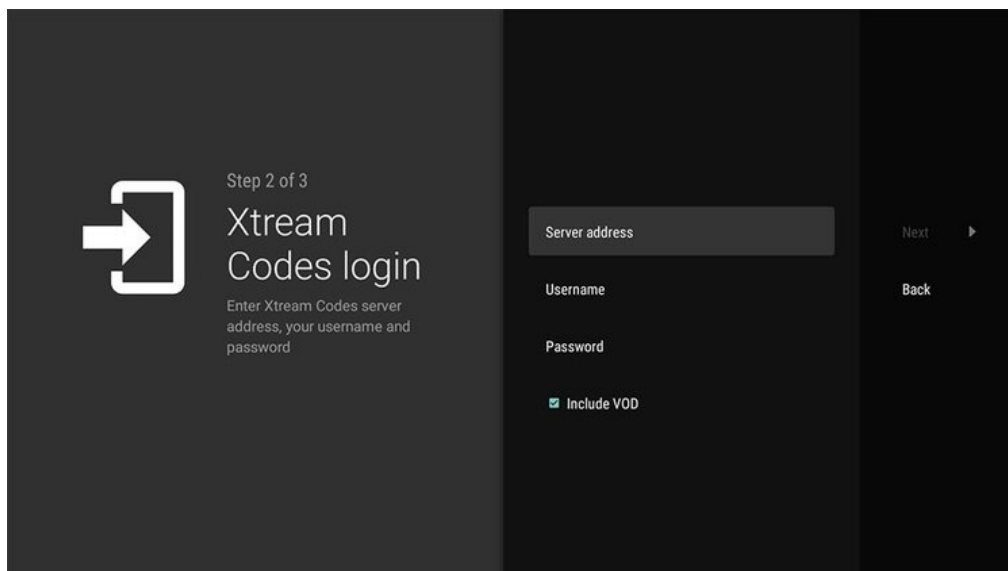 Step 2 of 3
Xtream
Codes login
Enter Xtream Codes server
address, your username and
password
Server address
Username
Password
Include VOD
Next
Back